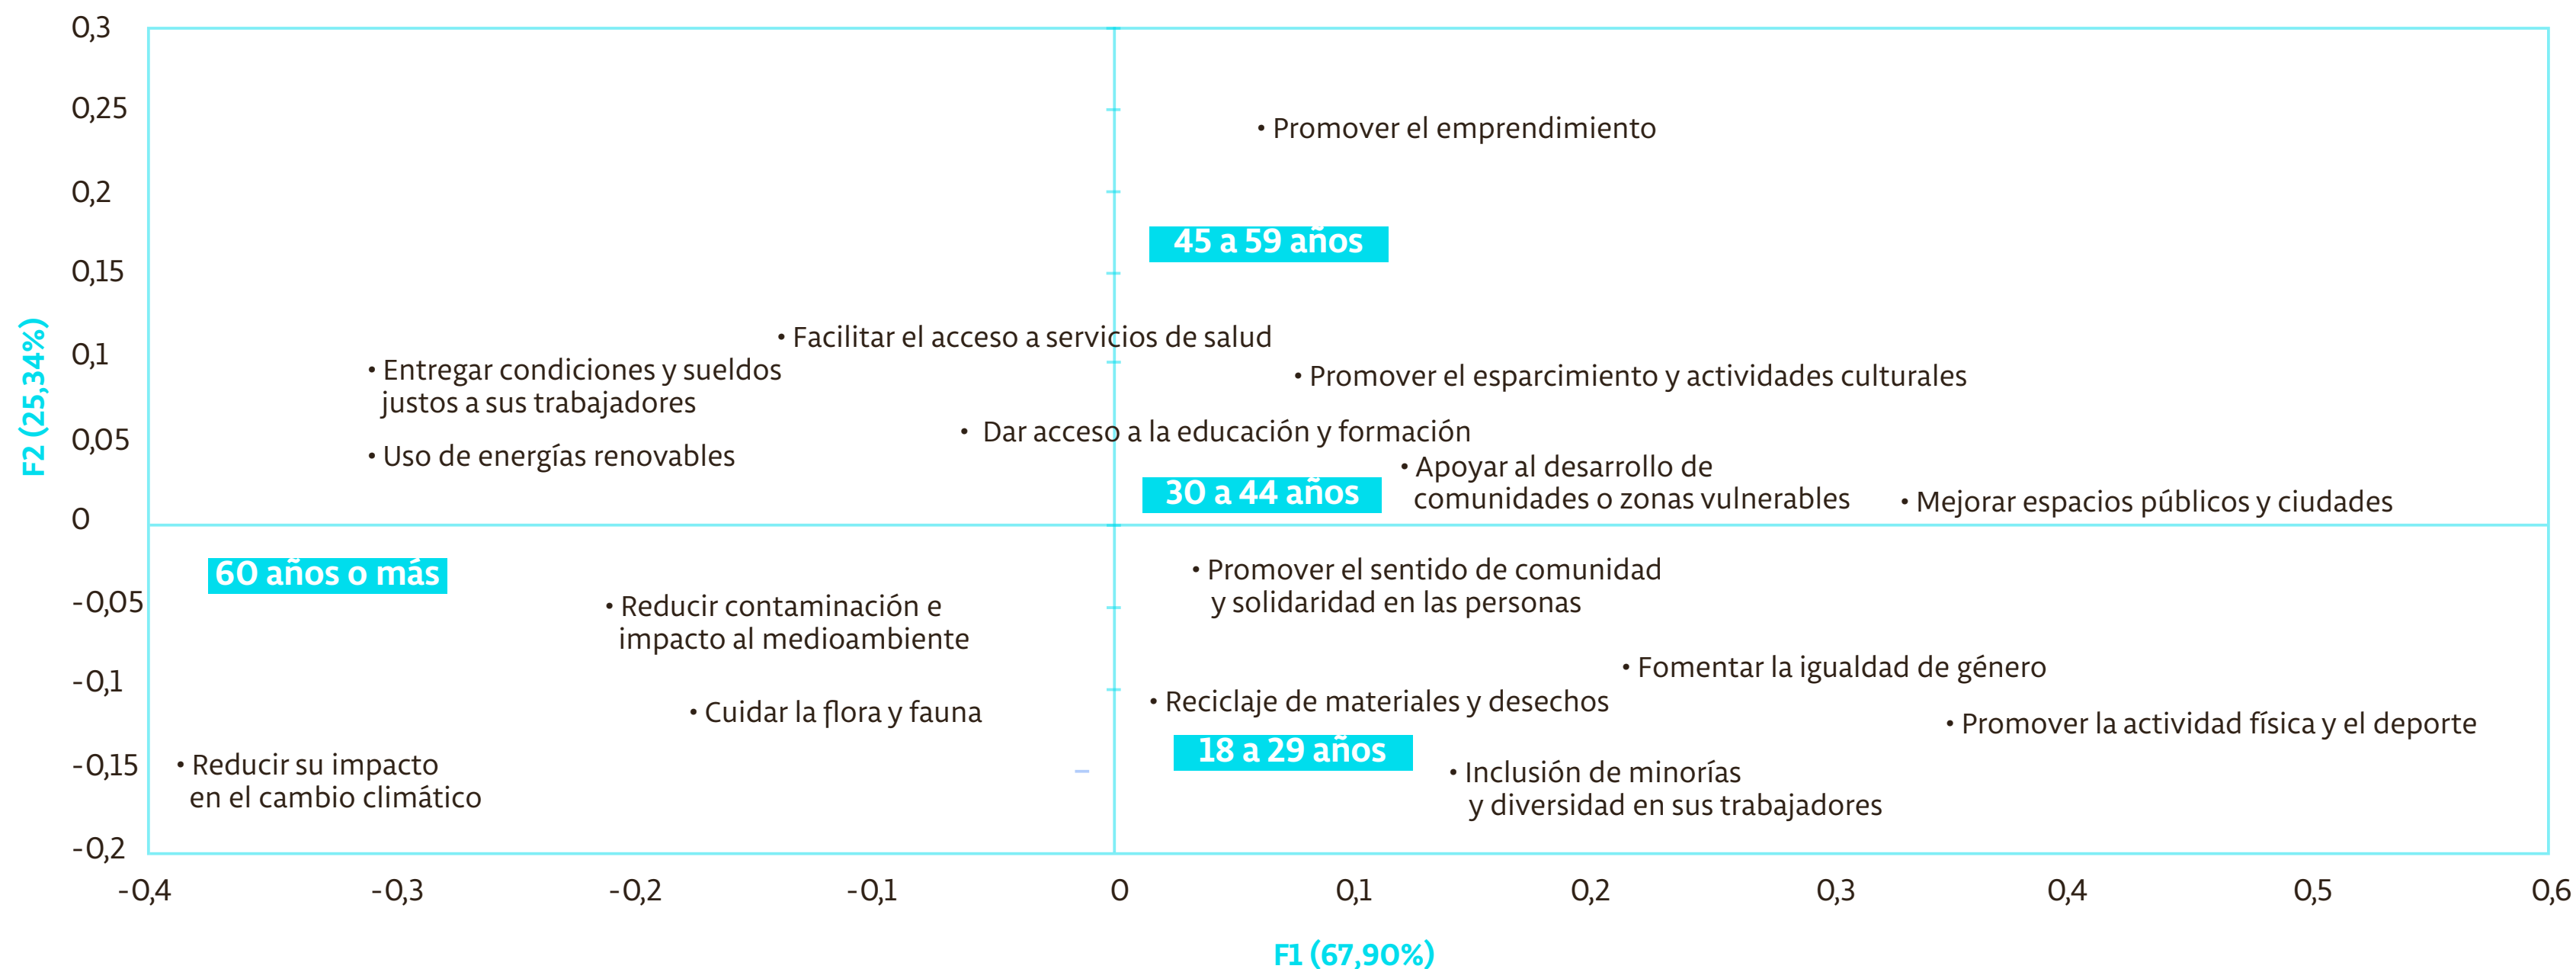 0,3
0,25
0,2
0,15
0,1
0,05
0
-0,05
-0,1
-0,15
-0,2
F2 (25,34%)
• Promover el emprendimiento
45 a 59 años
• Facilitar el acceso a servicios de salud
• Entregar condiciones y sueldos
justos a sus trabajadores
• Promover el esparcimiento y actividades culturales
• Dar acceso a la educación y formación
• Uso de energías renovables
• Apoyar al desarrollo de
comunidades o zonas vulnerables
30 a 44 años
• Mejorar espacios públicos y ciudades
60 años o más
• Promover el sentido de comunidad
y solidaridad en las personas
• Reducir contaminación e
impacto al medioambiente
• Fomentar la igualdad de género
• Reciclaje de materiales y desechos
• Cuidar la flora y fauna
• Promover la actividad física y el deporte
18 a 29 años
• Reducir su impacto
en el cambio climático
• Inclusión de minorías
y diversidad en sus trabajadores
-0,4
-0,3
-0,2
-0,1
0
0,1
0,2
0,3
0,4
0,5
0,6
F1 (67,90%)